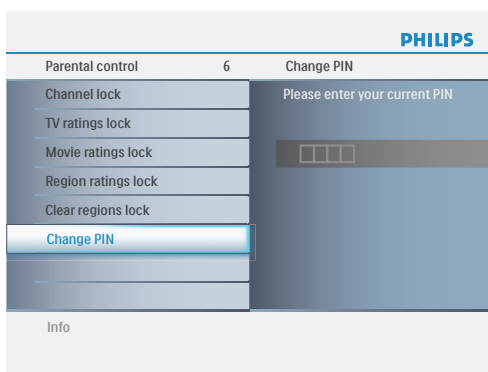 PHILIPS
Parental control 6 Change PIN
Channel lock Please enter your current PIN
TV ratings lock
Movie ratings lock
Region ratings lock
Clear regions lock
Change PIN
Info